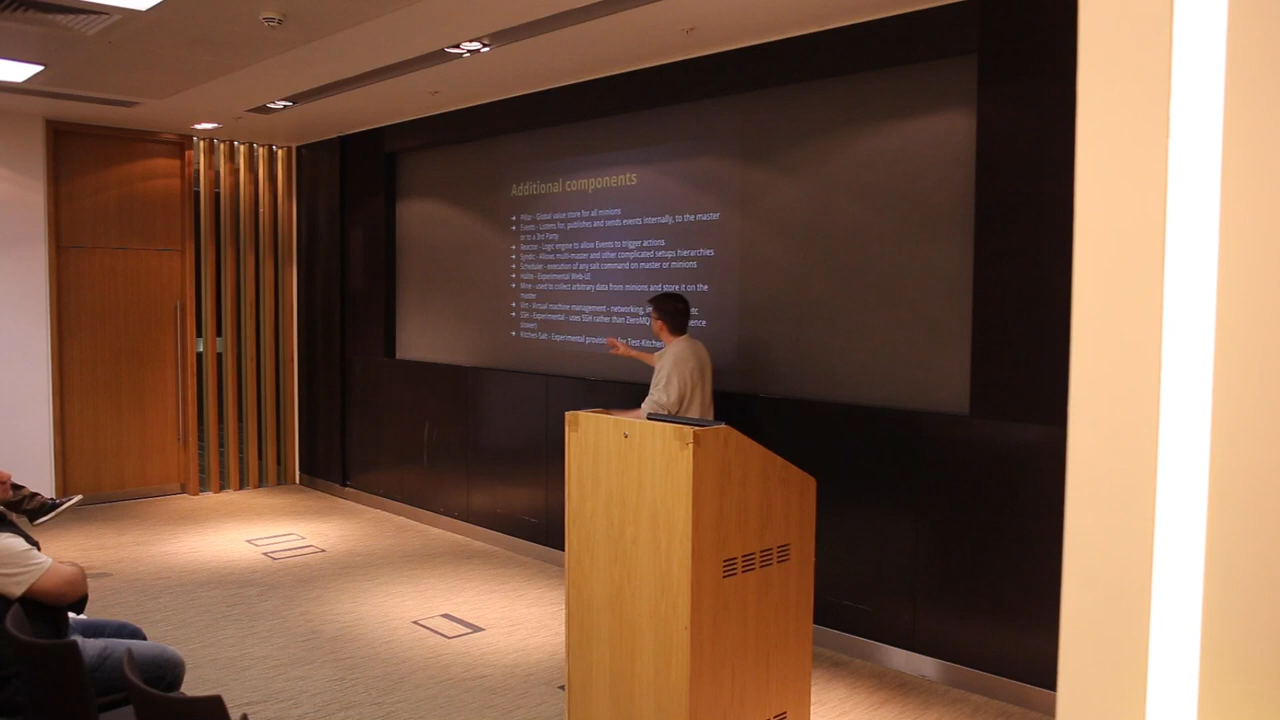 Additional components
➔ Pillar - Global value store for all minions
➔ Events - Listens for, publishes and sends events internally, to the master
or to a 3rd Party
➔ Reactor - Logic engine to allow Events to trigger actions
➔ Syndic - Allows multi-master and other complicated setups hierarchies
➔ Scheduler - execution of any salt command on master or minions
➔ Halite - Experimental Web-UI
➔ Mine - used to collect arbitrary data from minions and store it on the
master
➔ Virt - Virtual machine management - networking, etc
➔ SSH - Experimental - uses SSH rather than ZeroMQ
slower)
➔ Kitchen-Salt - Experimental for Test-Kitchen